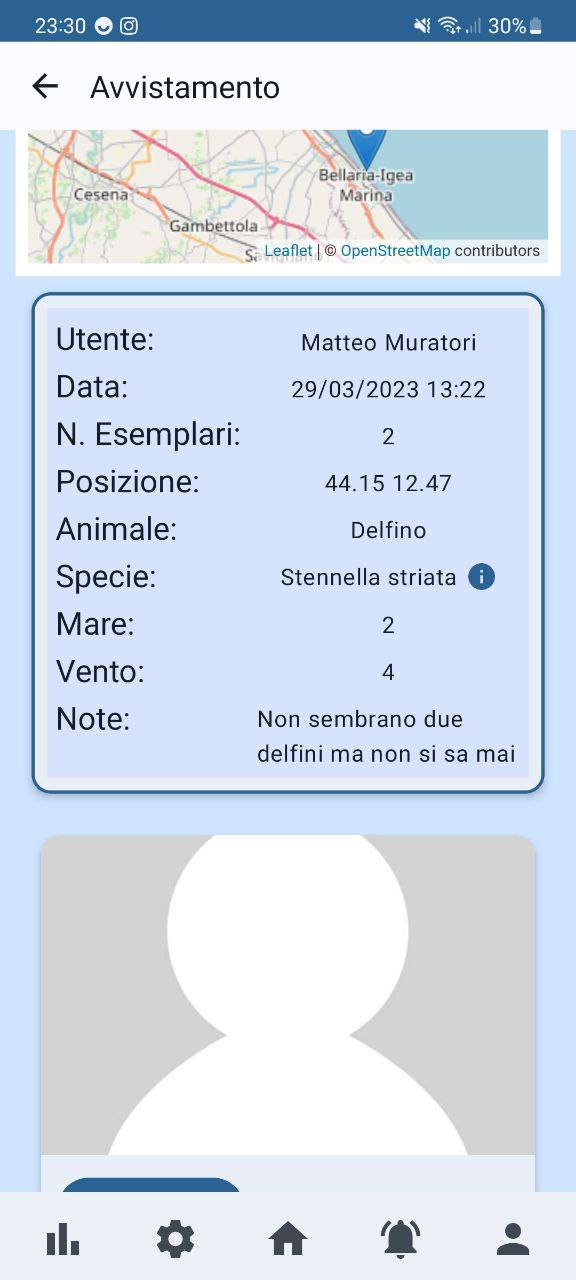 23:30 30%
Avvistamento
Bellaria-Igea
Marina
Cesena
Gambettola
Leaflet | © OpenStreetMap contributors
Utente: Matteo Muratori
Data: 29/03/2023 13:22
N. Esemplari: 2
Posizione: 44.15 12.47
Animale: Delfino
Specie: Stennella striata
Mare: 2
Vento: 4
Note: Non sembrano due
delfini ma non si sa mai